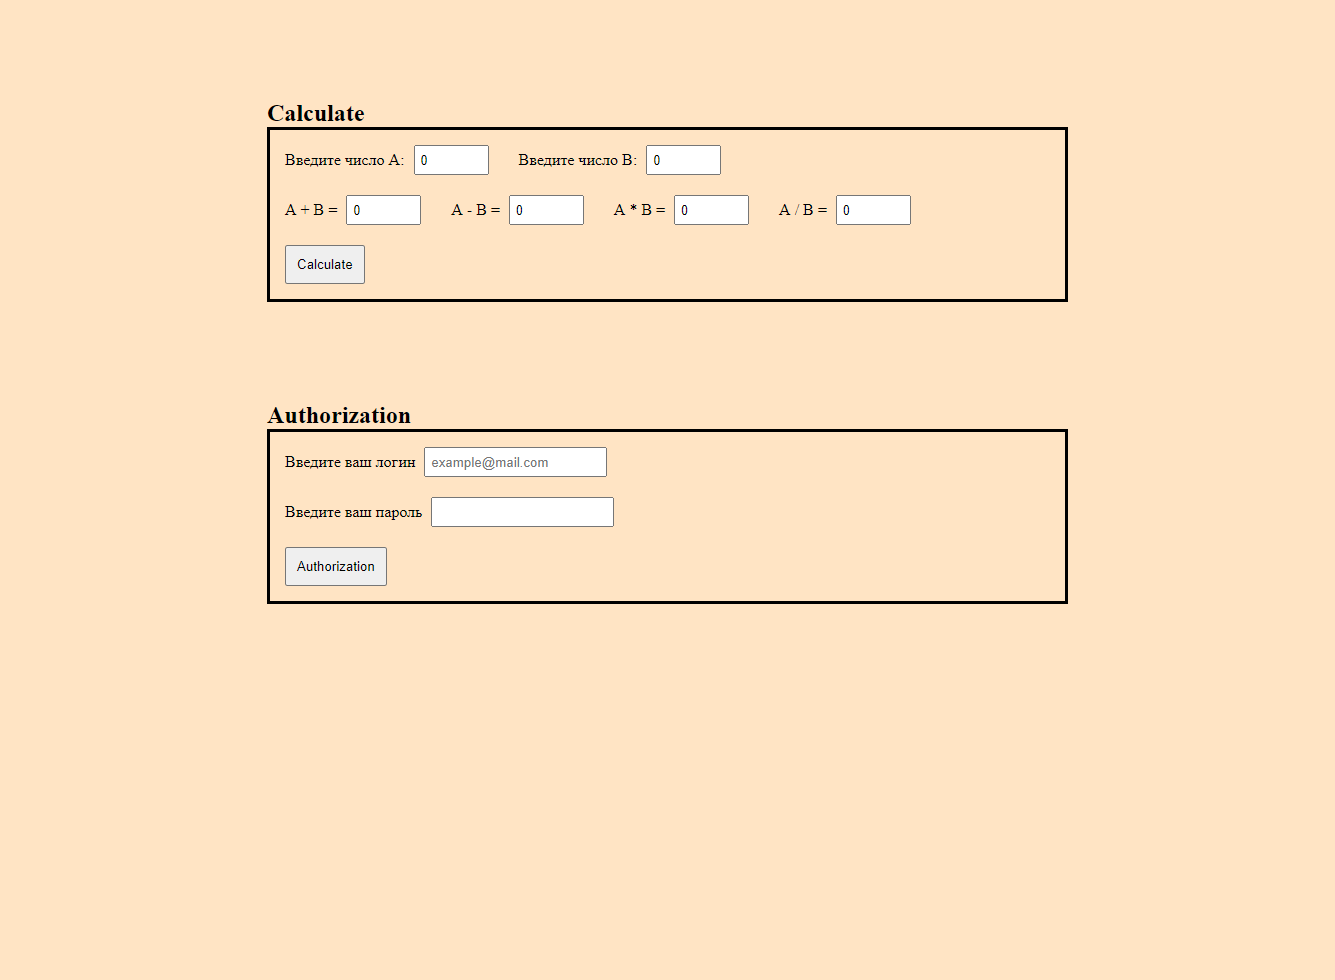 Calculate
Введите число A: 0 Введите число B: 0
A + B = 0 A - B = 0 A * B = 0 A / B = 0
Calculate
Authorization
Введите ваш логин example@mail.com
Введите ваш пароль
Authorization